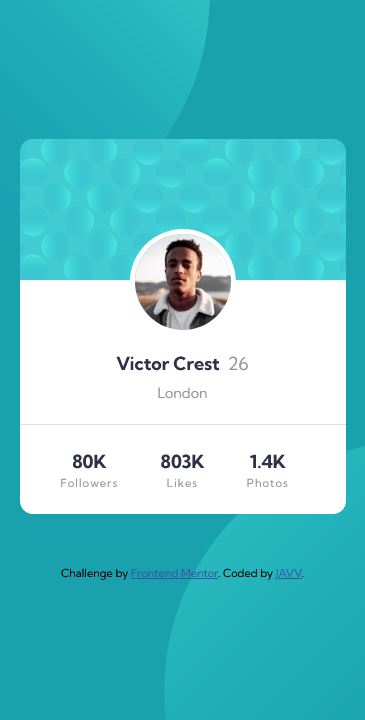 Victor Crest 26
London
80K 803K 1.4K
Followers Likes Photos
Challenge by Frontend Mentor. Coded by JAVV.